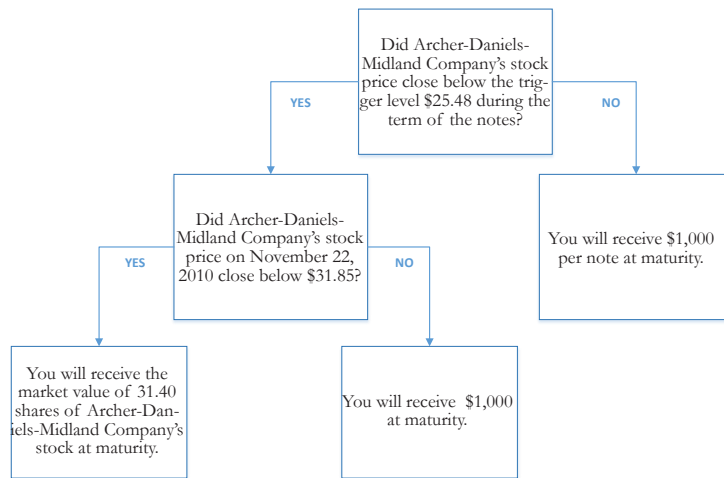 Did Archer-Daniels-
Midland Company's stock
price close below the trig-
ger level $25.48 during the
term of the notes?
YES
NO
Did Archer-Daniels-
Midland Company's stock
price on November 22,
2010 close below $31.85?
You will receive $1,000
per note at maturity.
YES
NO
You will receive the
market value of 31.40
shares of Archer-Dan-
iels-Midland Company's
stock at maturity.
You will receive $1,000
at maturity.